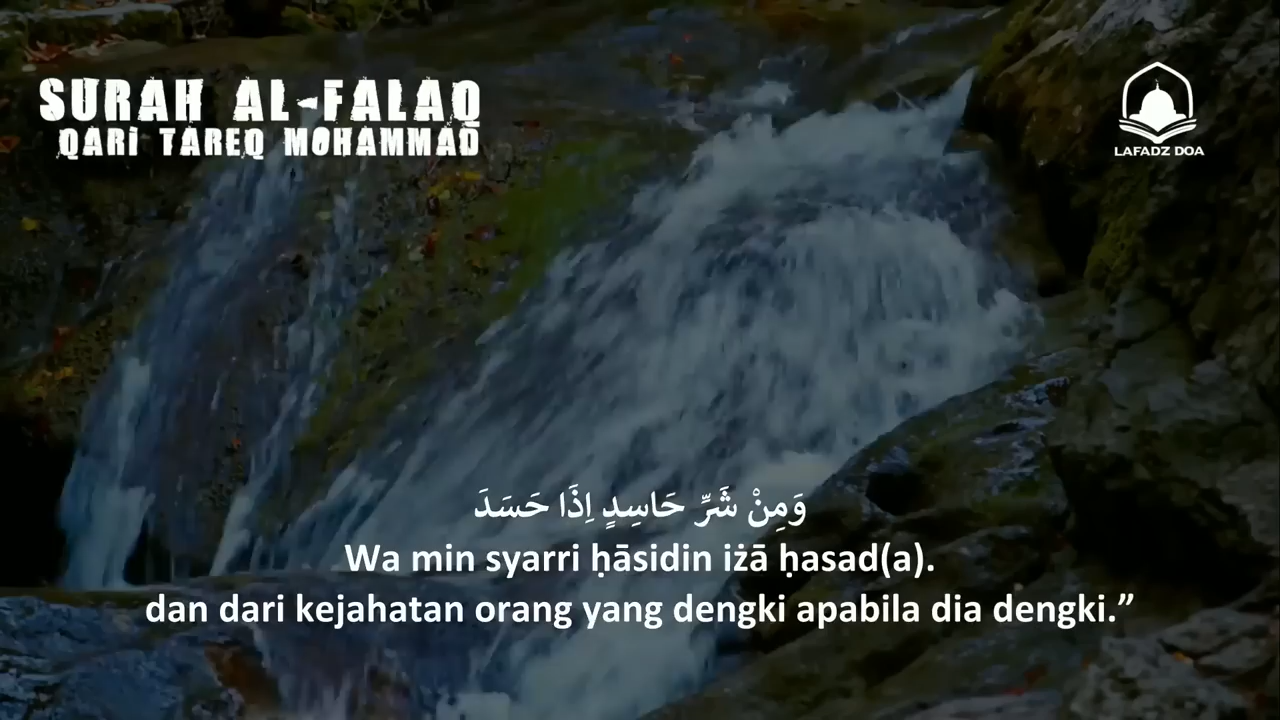 SURAH AL-FALAQ
QARI TAREQ MOHAMMAD
LAFADZ DOA
وَمِنْ شَرِّ حَاسِدٍ اِذَا حَسَدَ
Wa min syarri ḥāsidin iżā ḥasad(a).
dan dari kejahatan orang yang dengki apabila dia dengki.”